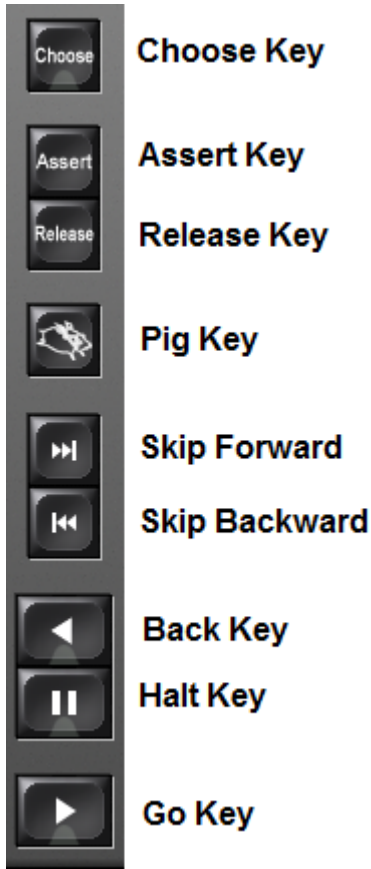 Choose Choose Key
Assert Assert Key
Release Release Key
Pig Key
Skip Forward
Skip Backward
Back Key
Halt Key
Go Key